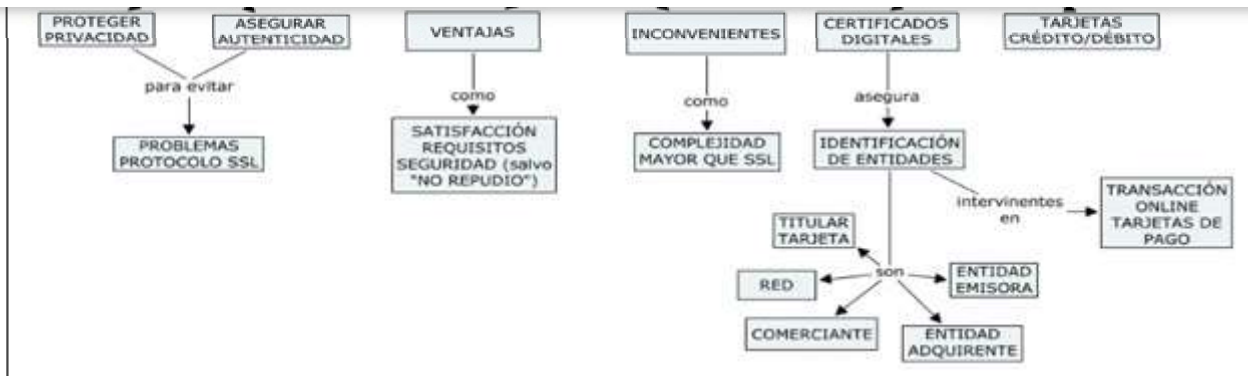 PROTEGER
PRIVACIDAD
ASEGURAR
AUTENTICIDAD
VENTAJAS
INCONVENIENTES
CERTIFICADOS
DIGITALES
TARJETAS
CRÉDITO/DÉBITO
para evitar
como
como
asegura
PROBLEMAS
PROTOCOLO SSL
SATISFACCIÓN
REQUISITOS
SEGURIDAD (salvo
"NO REPUDIO")
COMPLEJIDAD
MAYOR QUE SSL
IDENTIFICACIÓN
DE ENTIDADES
intervinentes
en
TRANSACCIÓN
ONLINE
TARJETAS DE
PAGO
TITULAR
TARJETA
son
RED
ENTIDAD
EMISORA
COMERCIANTE
ENTIDAD
ADQUIRENTE